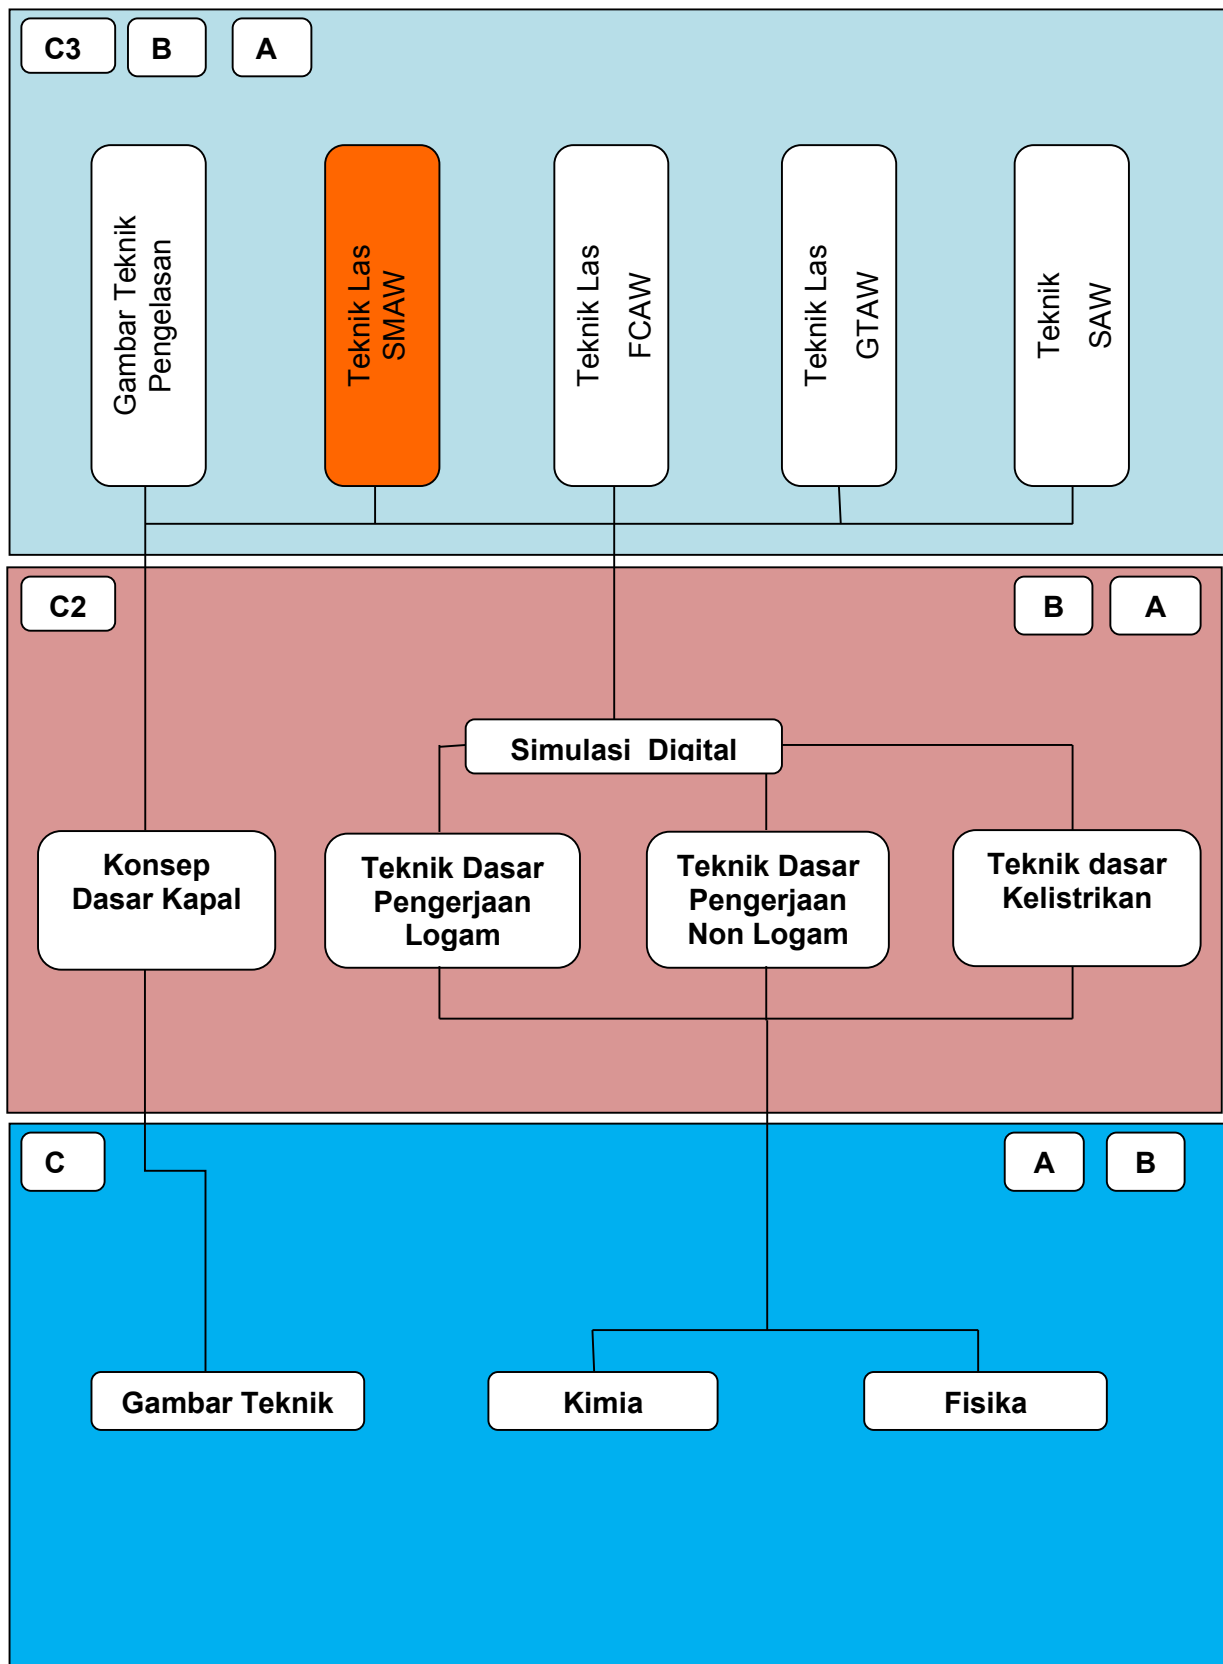 C3 B A
Gambar Teknik
Pengelasan
Teknik Las
SMAW
Teknik Las
FCAW
Teknik Las
GTAW
Teknik
SAW
C2 B A
Simulasi Digital
Konsep
Dasar Kapal
Teknik Dasar
Pengerjaan
Logam
Teknik Dasar
Pengerjaan
Non Logam
Teknik dasar
Kelistrikan
C A B
Gambar Teknik
Kimia
Fisika